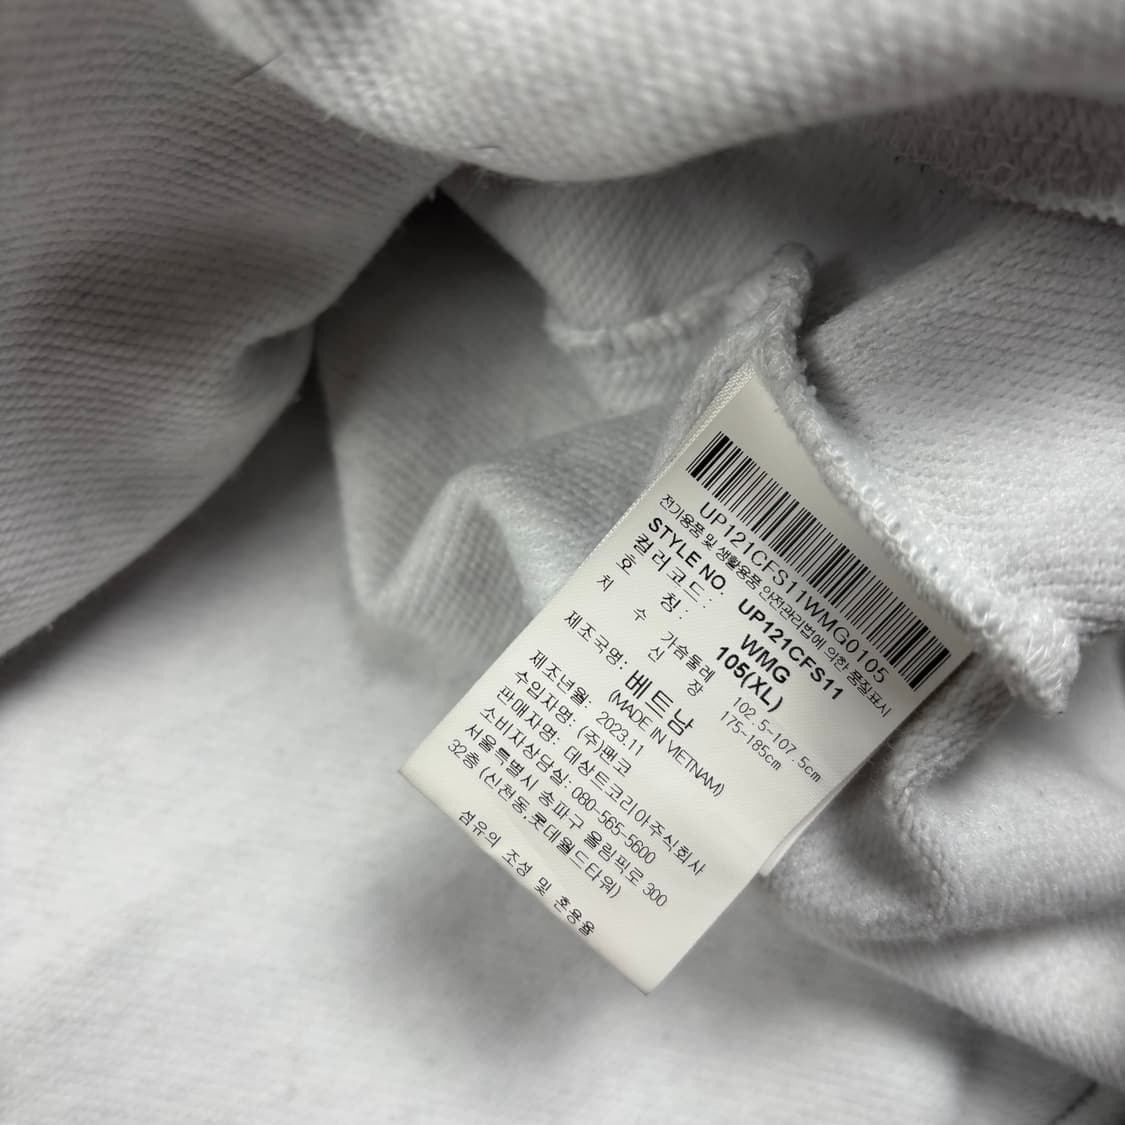 UP121CFS11WMG0105
전기용품 및 생활용품 안전관리법에 의한 품질표시
STYLE NO. UP121CFS11
컬러코드: WMG
호 칭: 105(XL)
치 수 가슴둘레 102.5~107.5cm
신 장 175~185cm
제조국명: 베트남
(MADE IN VIETNAM)
제조년월: 2023.11
수입자명: (주)팬코
판매자명: 데상트코리아주식회사
소비자상담실: 080-565-5600
서울특별시 송파구 올림픽로 300
32층 (신천동,롯데월드타워)
섬유의 조성 및 혼용율